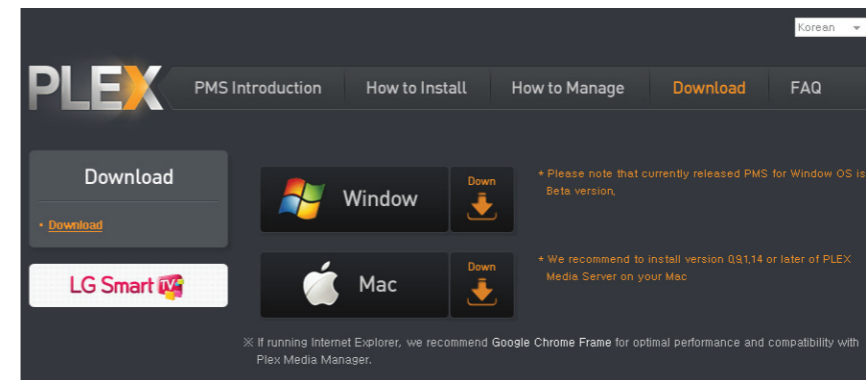 Korean
PLEX
PMS Introduction How to Install How to Manage Download FAQ
Download
• Download
LG Smart TV
Window Down
* Please note that currently released PMS for Window OS is
Beta version,
Mac Down
* We recommend to install version 0,9,1,14 or later of PLEX
Media Server on your Mac
※ If running Internet Explorer, we recommend Google Chrome Frame for optimal performance and compatibility with
Plex Media Manager.